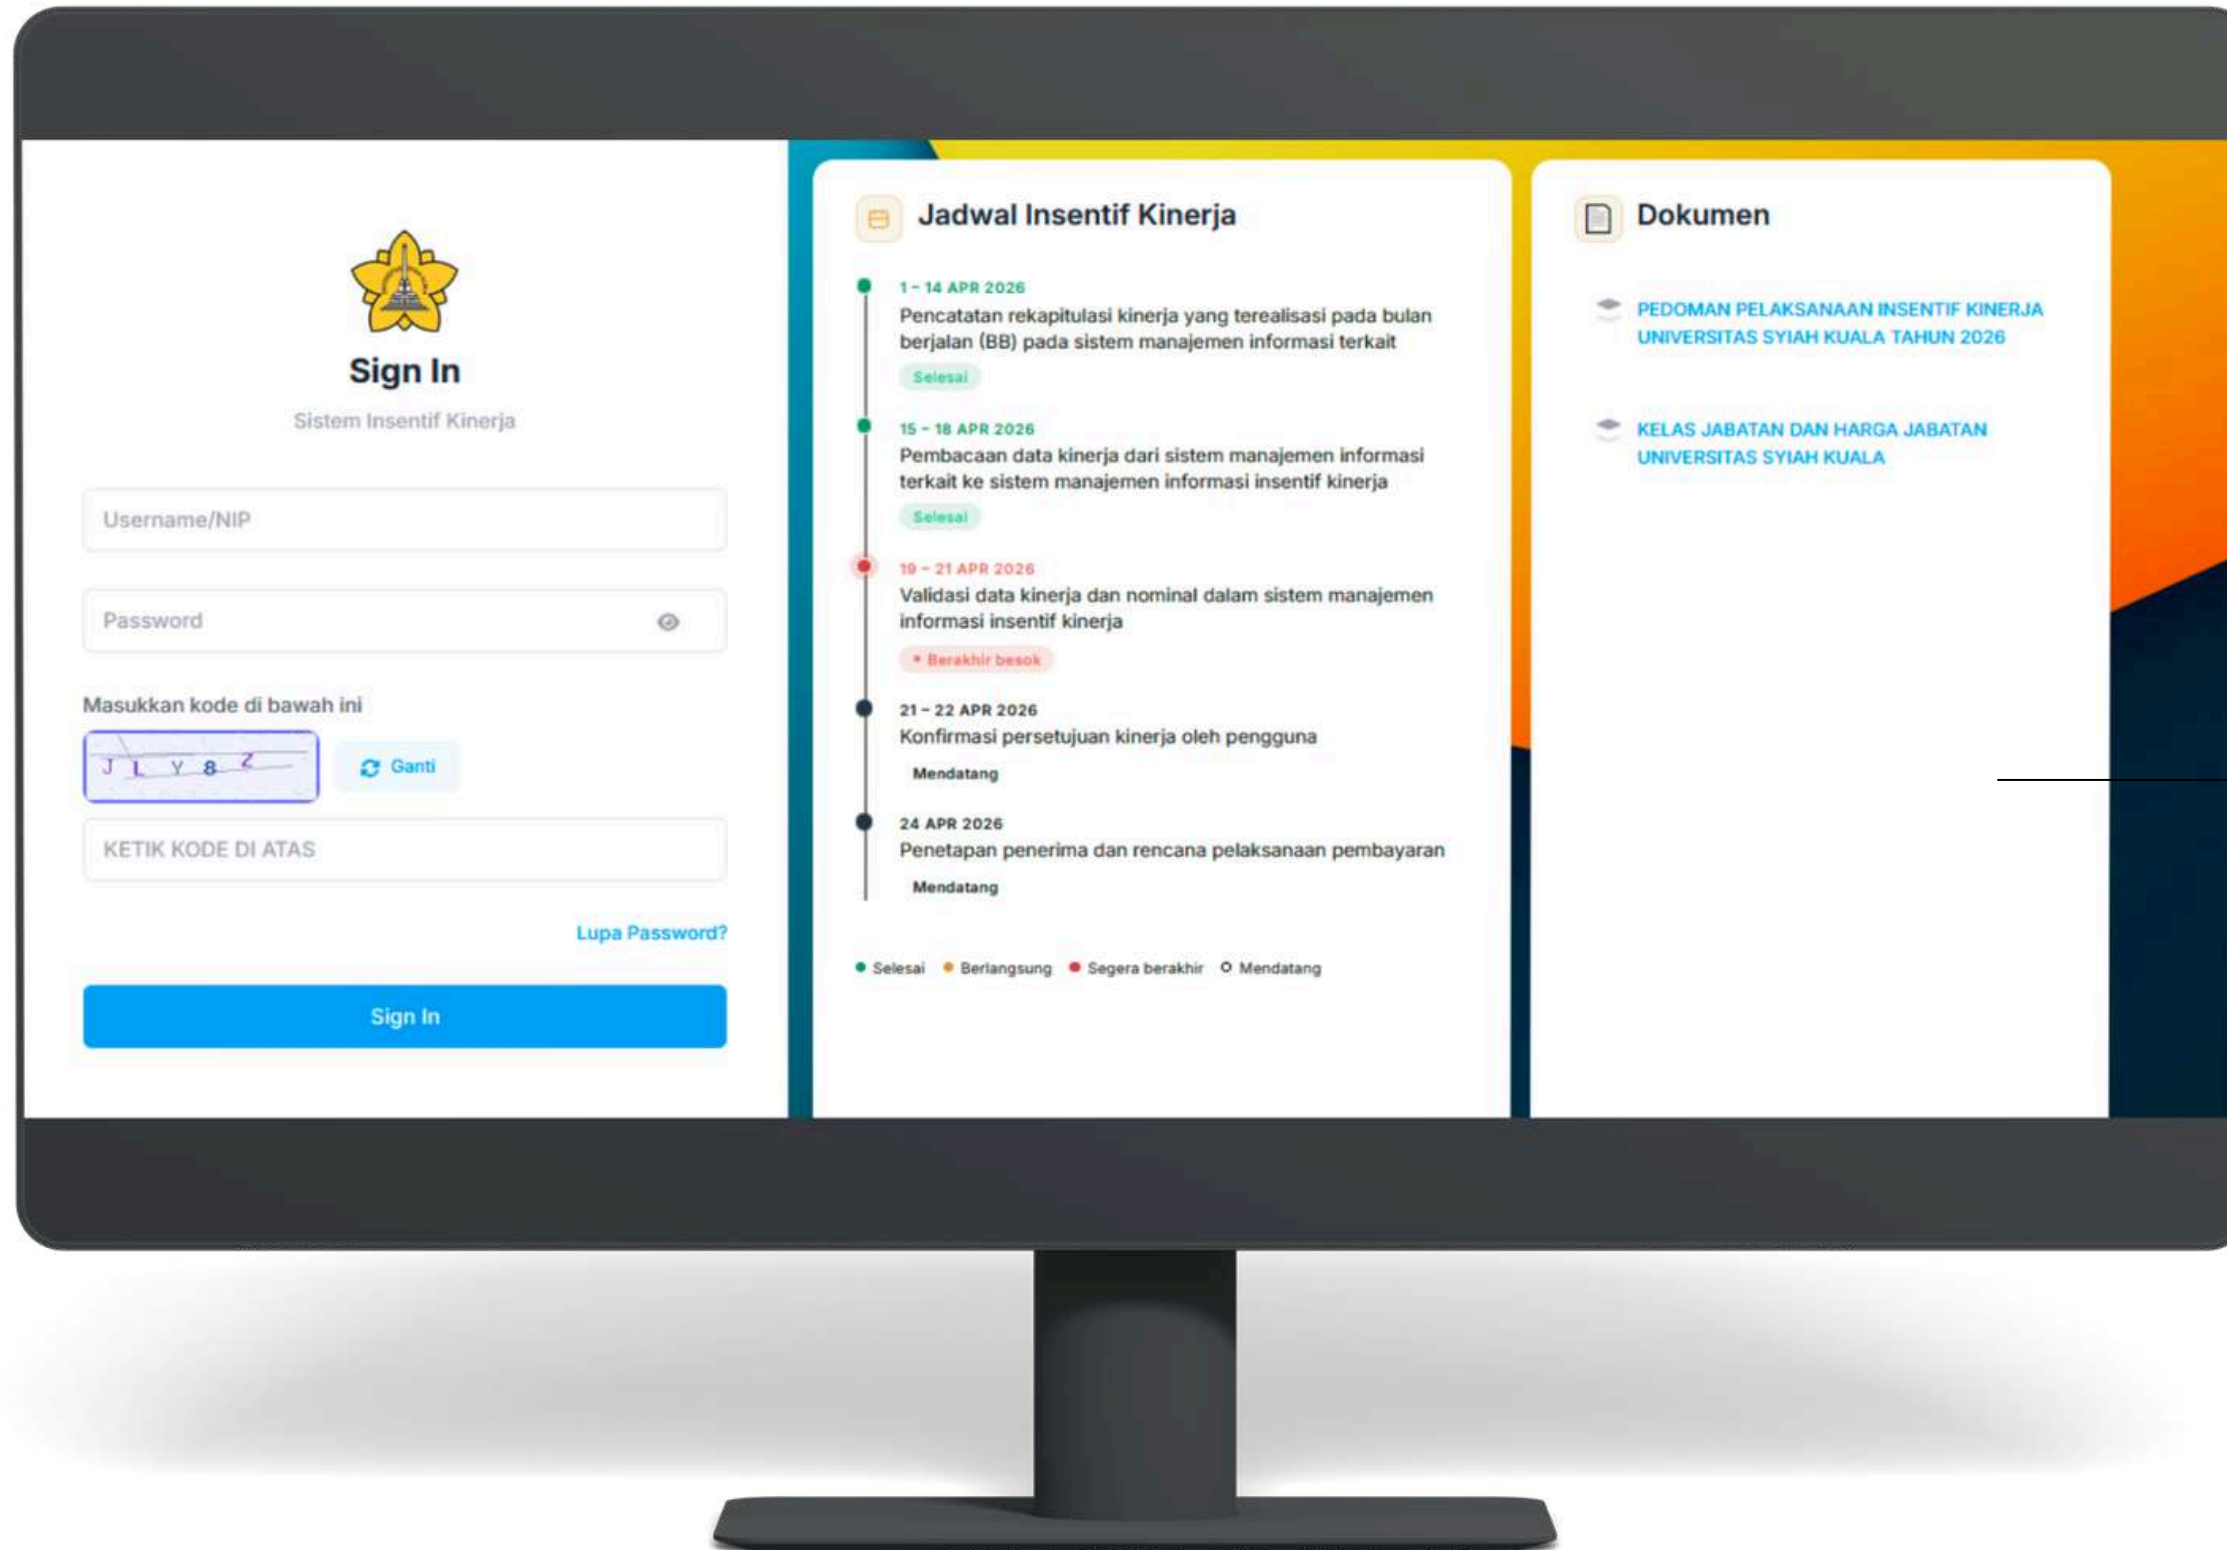 Sign In
Sistem Insentif Kinerja
Username/NIP
Password
Masukkan kode di bawah ini
J L Y 8 Z
Ganti
KETIK KODE DI ATAS
Lupa Password?
Sign In
Jadwal Insentif Kinerja
1 – 14 APR 2026
Pencatatan rekapitulasi kinerja yang terealisasi pada bulan
berjalan (BB) pada sistem manajemen informasi terkait
Selesai
15 – 18 APR 2026
Pembacaan data kinerja dari sistem manajemen informasi
terkait ke sistem manajemen informasi insentif kinerja
Selesai
19 – 21 APR 2026
Validasi data kinerja dan nominal dalam sistem manajemen
informasi insentif kinerja
• Berakhir besok
21 – 22 APR 2026
Konfirmasi persetujuan kinerja oleh pengguna
Mendatang
24 APR 2026
Penetapan penerima dan rencana pelaksanaan pembayaran
Mendatang
Selesai Berlangsung Segera berakhir Mendatang
Dokumen
PEDOMAN PELAKSANAAN INSENTIF KINERJA
UNIVERSITAS SYIAH KUALA TAHUN 2026
KELAS JABATAN DAN HARGA JABATAN
UNIVERSITAS SYIAH KUALA